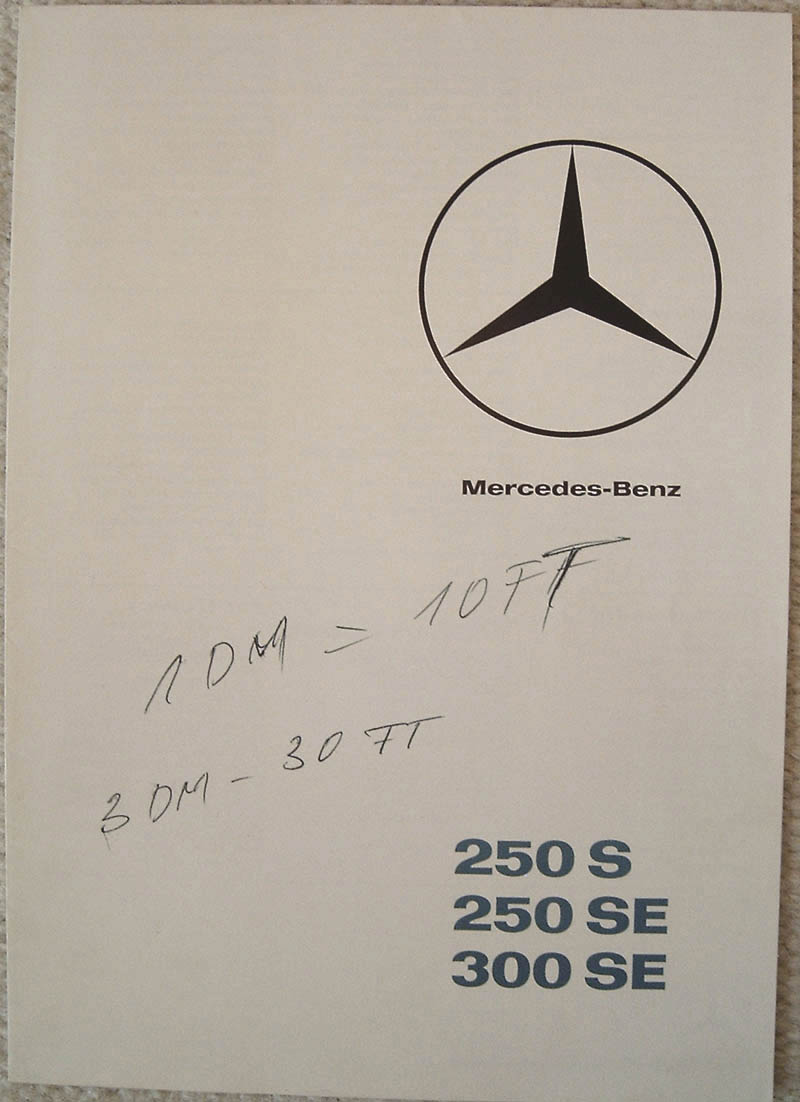 Mercedes-Benz
1 DM = 10 FT
3 DM - 30 FT
250 S
250 SE
300 SE